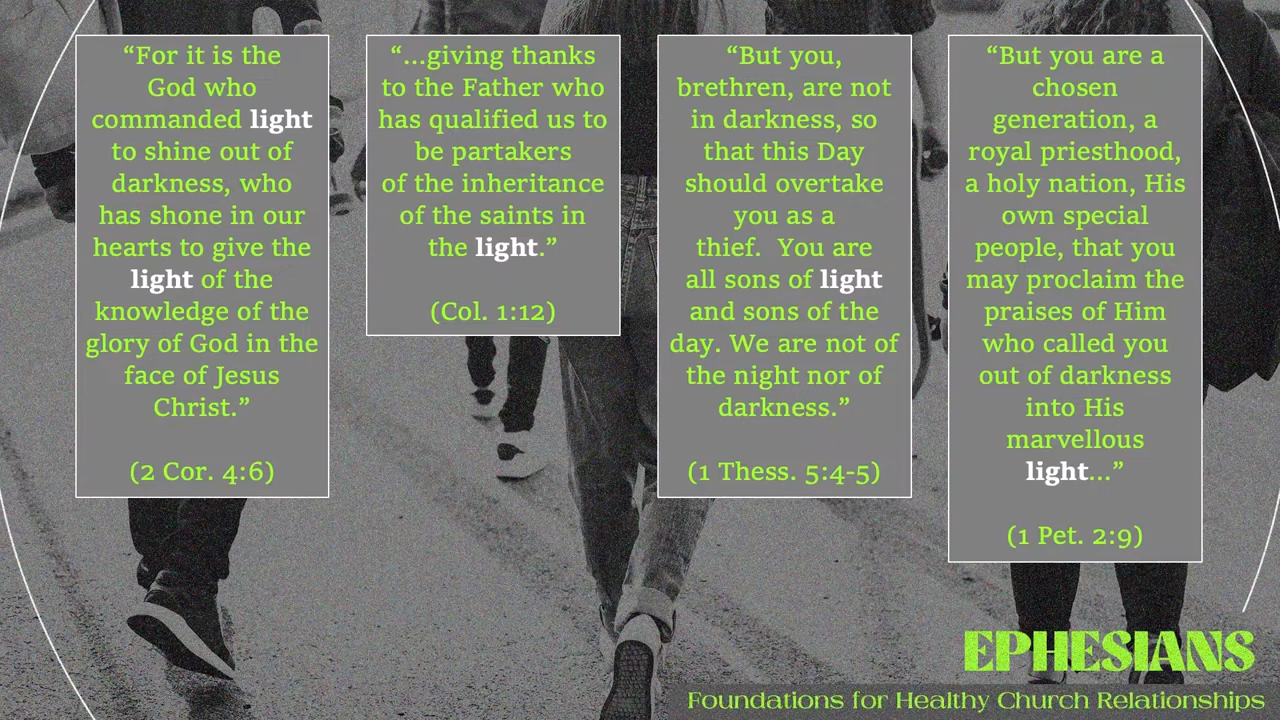 “For it is the
God who
commanded light
to shine out of
darkness, who
has shone in our
hearts to give the
light of the
knowledge of the
glory of God in the
face of Jesus
Christ.”
(2 Cor. 4:6)
“...giving thanks
to the Father who
has qualified us to
be partakers
of the inheritance
of the saints in
the light.”
(Col. 1:12)
“But you,
brethren, are not
in darkness, so
that this Day
should overtake
you as a
thief.  You are
all sons of light
and sons of the
day. We are not of
the night nor of
darkness.”
(1 Thess. 5:4-5)
“But you are a
chosen
generation, a
royal priesthood,
a holy nation, His
own special
people, that you
may proclaim the
praises of Him
who called you
out of darkness
into His
marvellous
light...”
(1 Pet. 2:9)
EPHESIANS
Foundations for Healthy Church Relationships